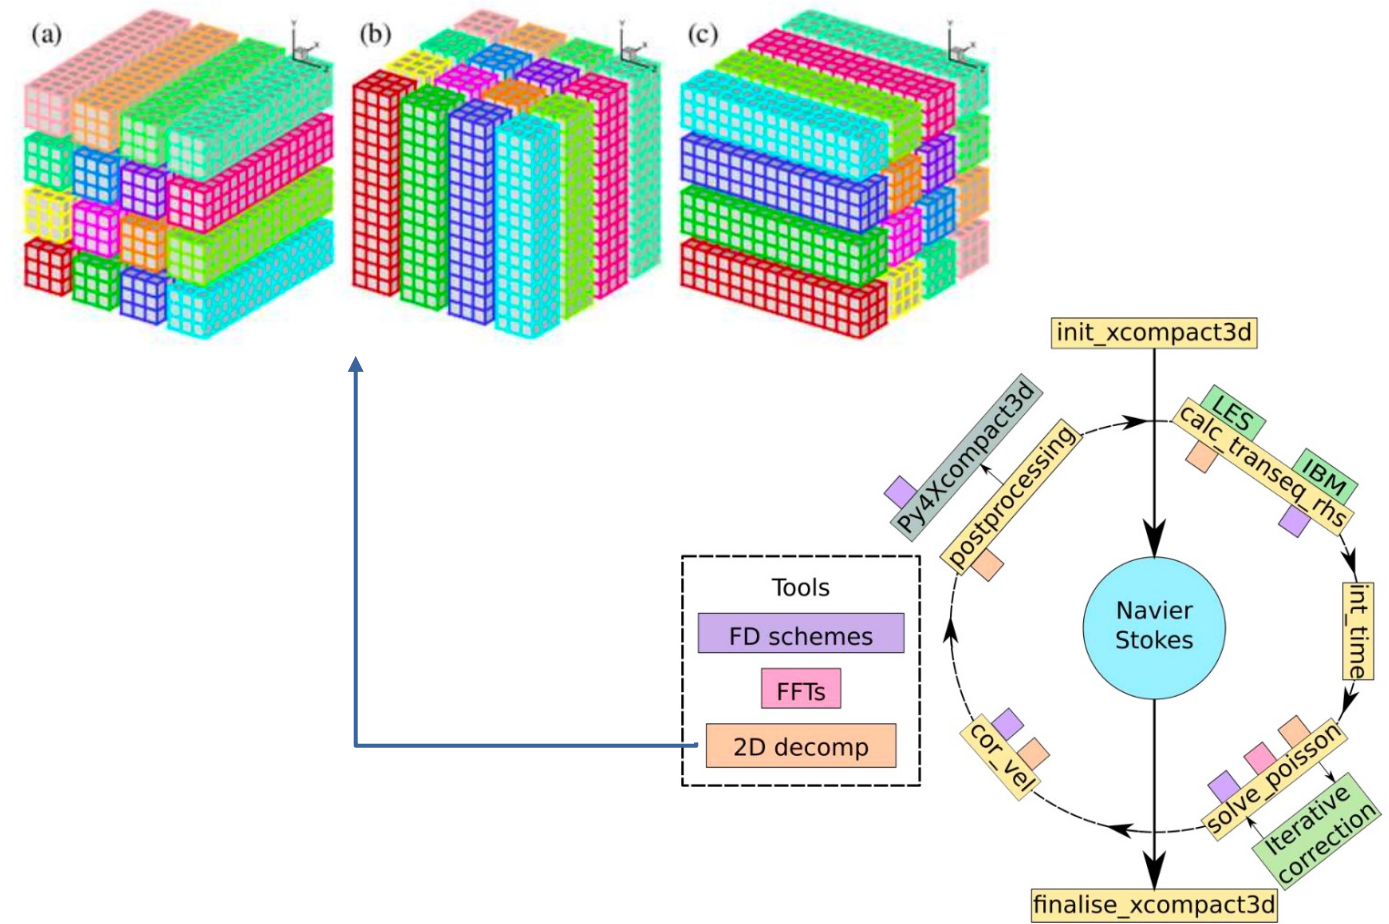 (a)
(b)
(c)
init_xcompact3d
LES
calc_transeq_rhs
IBM
int_time
Navier
Stokes
solve_poisson
Iterative
correction
cor_vel
postprocessing
Py4Xcompact3d
Tools
FD schemes
FFTs
2D decomp
finalise_xcompact3d